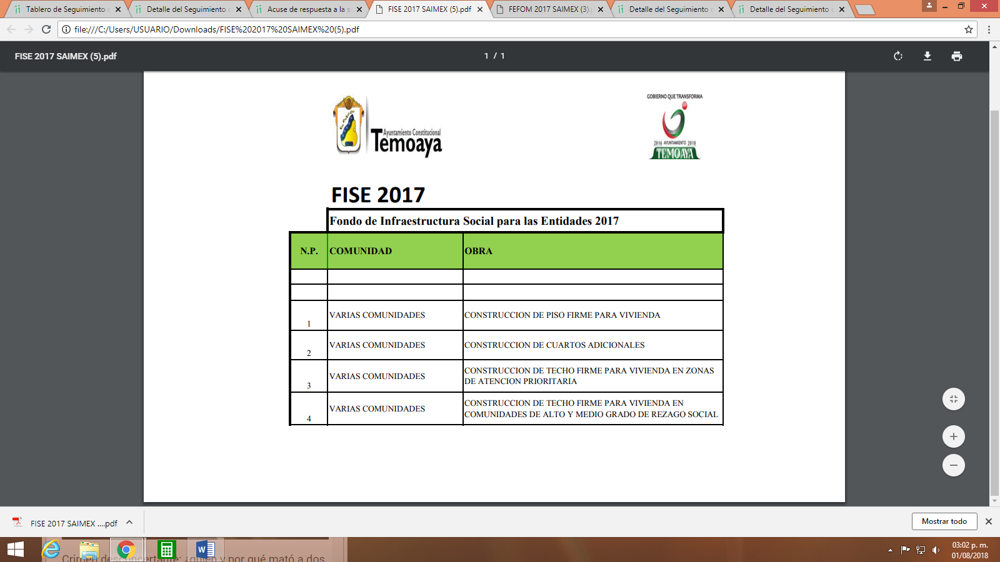 Tablero de Seguimiento
Detalle del Seguimiento
Acuse de respuesta a la s
FISE 2017 SAIMEX (5).pdf
FEFOM 2017 SAIMEX (3).
Detalle del Seguimiento
Detalle del Seguimiento
file:///C:/Users/USUARIO/Downloads/FISE%202017%20SAIMEX%20(5).pdf
FISE 2017 SAIMEX (5).pdf
1 / 1
Ayuntamiento Constitucional
Temoaya
GOBIERNO QUE TRANSFORMA
2016 AYUNTAMIENTO 2018
TEMOAYA
FISE 2017
Fondo de Infraestructura Social para las Entidades 2017
N.P. COMUNIDAD OBRA
1 VARIAS COMUNIDADES CONSTRUCCION DE PISO FIRME PARA VIVIENDA
2 VARIAS COMUNIDADES CONSTRUCCION DE CUARTOS ADICIONALES
3 VARIAS COMUNIDADES CONSTRUCCION DE TECHO FIRME PARA VIVIENDA EN ZONAS
DE ATENCION PRIORITARIA
4 VARIAS COMUNIDADES CONSTRUCCION DE TECHO FIRME PARA VIVIENDA EN
COMUNIDADES DE ALTO Y MEDIO GRADO DE REZAGO SOCIAL
FISE 2017 SAIMEX ....pdf
Mostrar todo
Crimen desconcertante: ¿quién y por qué mató a dos
03:02 p. m.
01/08/2018